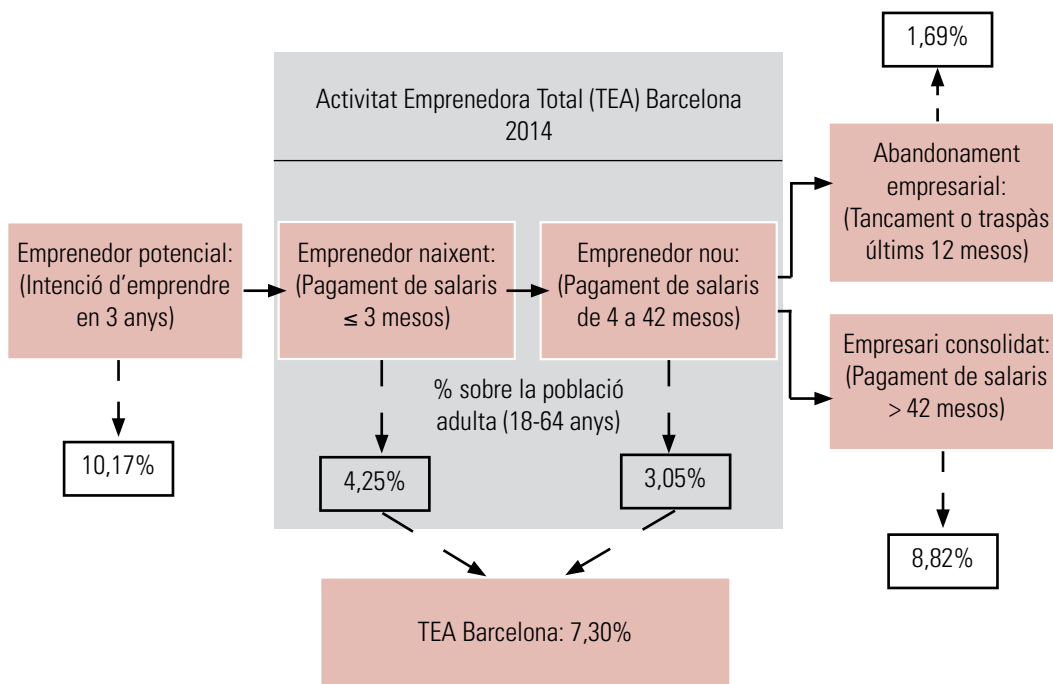 1,69%
Activitat Emprenedora Total (TEA) Barcelona
2014
Abandonament
empresarial:
(Tancament o traspàs
últims 12 mesos)
Emprenedor potencial:
(Intenció d’emprendre
en 3 anys)
Emprenedor naixent:
(Pagament de salaris
≤ 3 mesos)
Emprenedor nou:
(Pagament de salaris
de 4 a 42 mesos)
Empresari consolidat:
(Pagament de salaris
> 42 mesos)
% sobre la població
adulta (18-64 anys)
10,17%
4,25%
3,05%
8,82%
TEA Barcelona: 7,30%